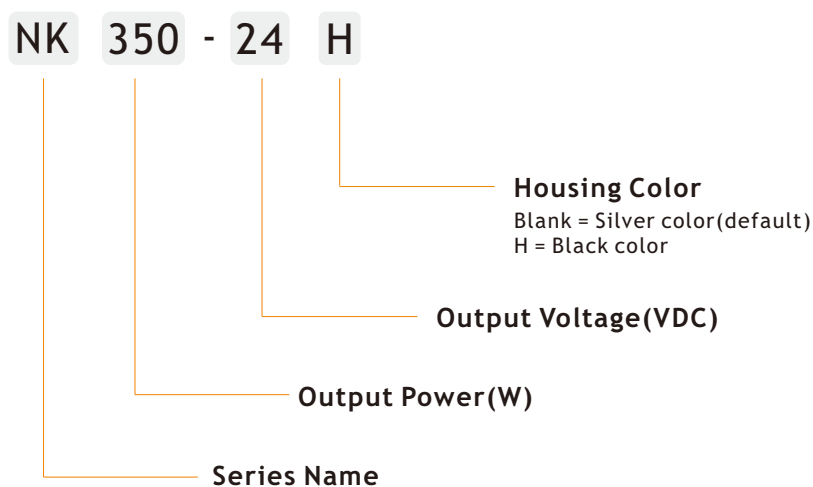 NK 350 - 24 H
Housing Color
Blank = Silver color(default)
H = Black color
Output Voltage(VDC)
Output Power(W)
Series Name